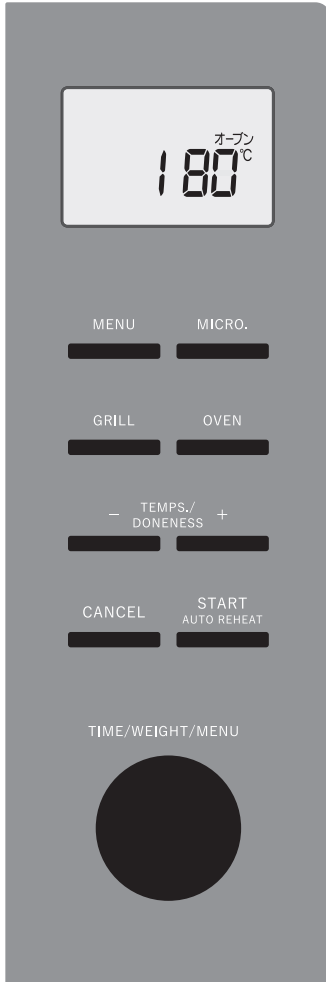 オーブン
180℃
MENU MICRO.
GRILL OVEN
− TEMPS./ +
DONENESS
CANCEL START
AUTO REHEAT
TIME/WEIGHT/MENU